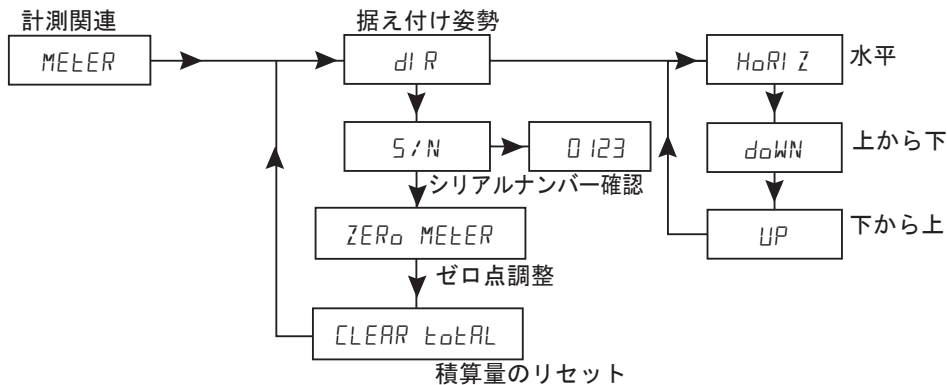 計測関連
METER
据え付け姿勢
dI R
HoRI Z
水平
S/N
0123
シリアルナンバー確認
doWN
上から下
ZERo METER
ゼロ点調整
UP
下から上
CLEAR totAL
積算量のリセット